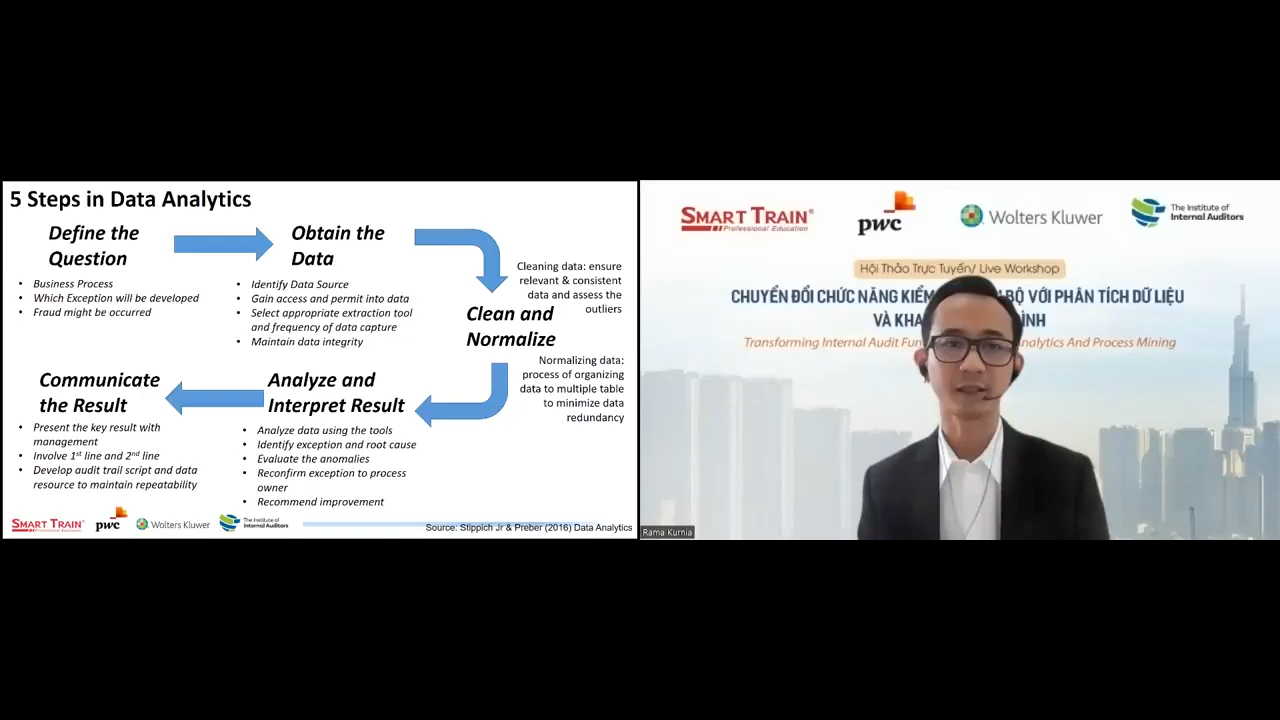 5 Steps in Data Analytics
Define the
Question
• Business Process
• Which Exception will be developed
• Fraud might be occurred
Obtain the
Data
• Identify Data Source
• Gain access and permit into data
• Select appropriate extraction tool
and frequency of data capture
• Maintain data integrity
Cleaning data: ensure
relevant & consistent
data and assess the
outliers
Clean and
Normalize
Normalizing data:
process of organizing
data to multiple table
to minimize data
redundancy
Analyze and
Interpret Result
• Analyze data using the tools
• Identify exception and root cause
• Evaluate the anomalies
• Reconfirm exception to process
owner
• Recommend improvement
Communicate
the Result
• Present the key result with
management
• Involve 1st line and 2nd line
• Develop audit trail script and data
resource to maintain repeatability
SMART TRAIN
pwc
Wolters Kluwer
The Institute of
Internal Auditors
Source: Stippich Jr & Preber (2016) Data Analytics
SMART TRAIN®
Professional Education
pwc
Wolters Kluwer
The Institute of
Internal Auditors
Hội Thảo Trực Tuyến/ Live Workshop
CHUYỂN ĐỔI CHỨC NĂNG KIỂM BỘ VỚI PHÂN TÍCH DỮ LIỆU
VÀ KHA ÌNH
Transforming Internal Audit Fun nalytics And Process Mining
Rama Kurnia